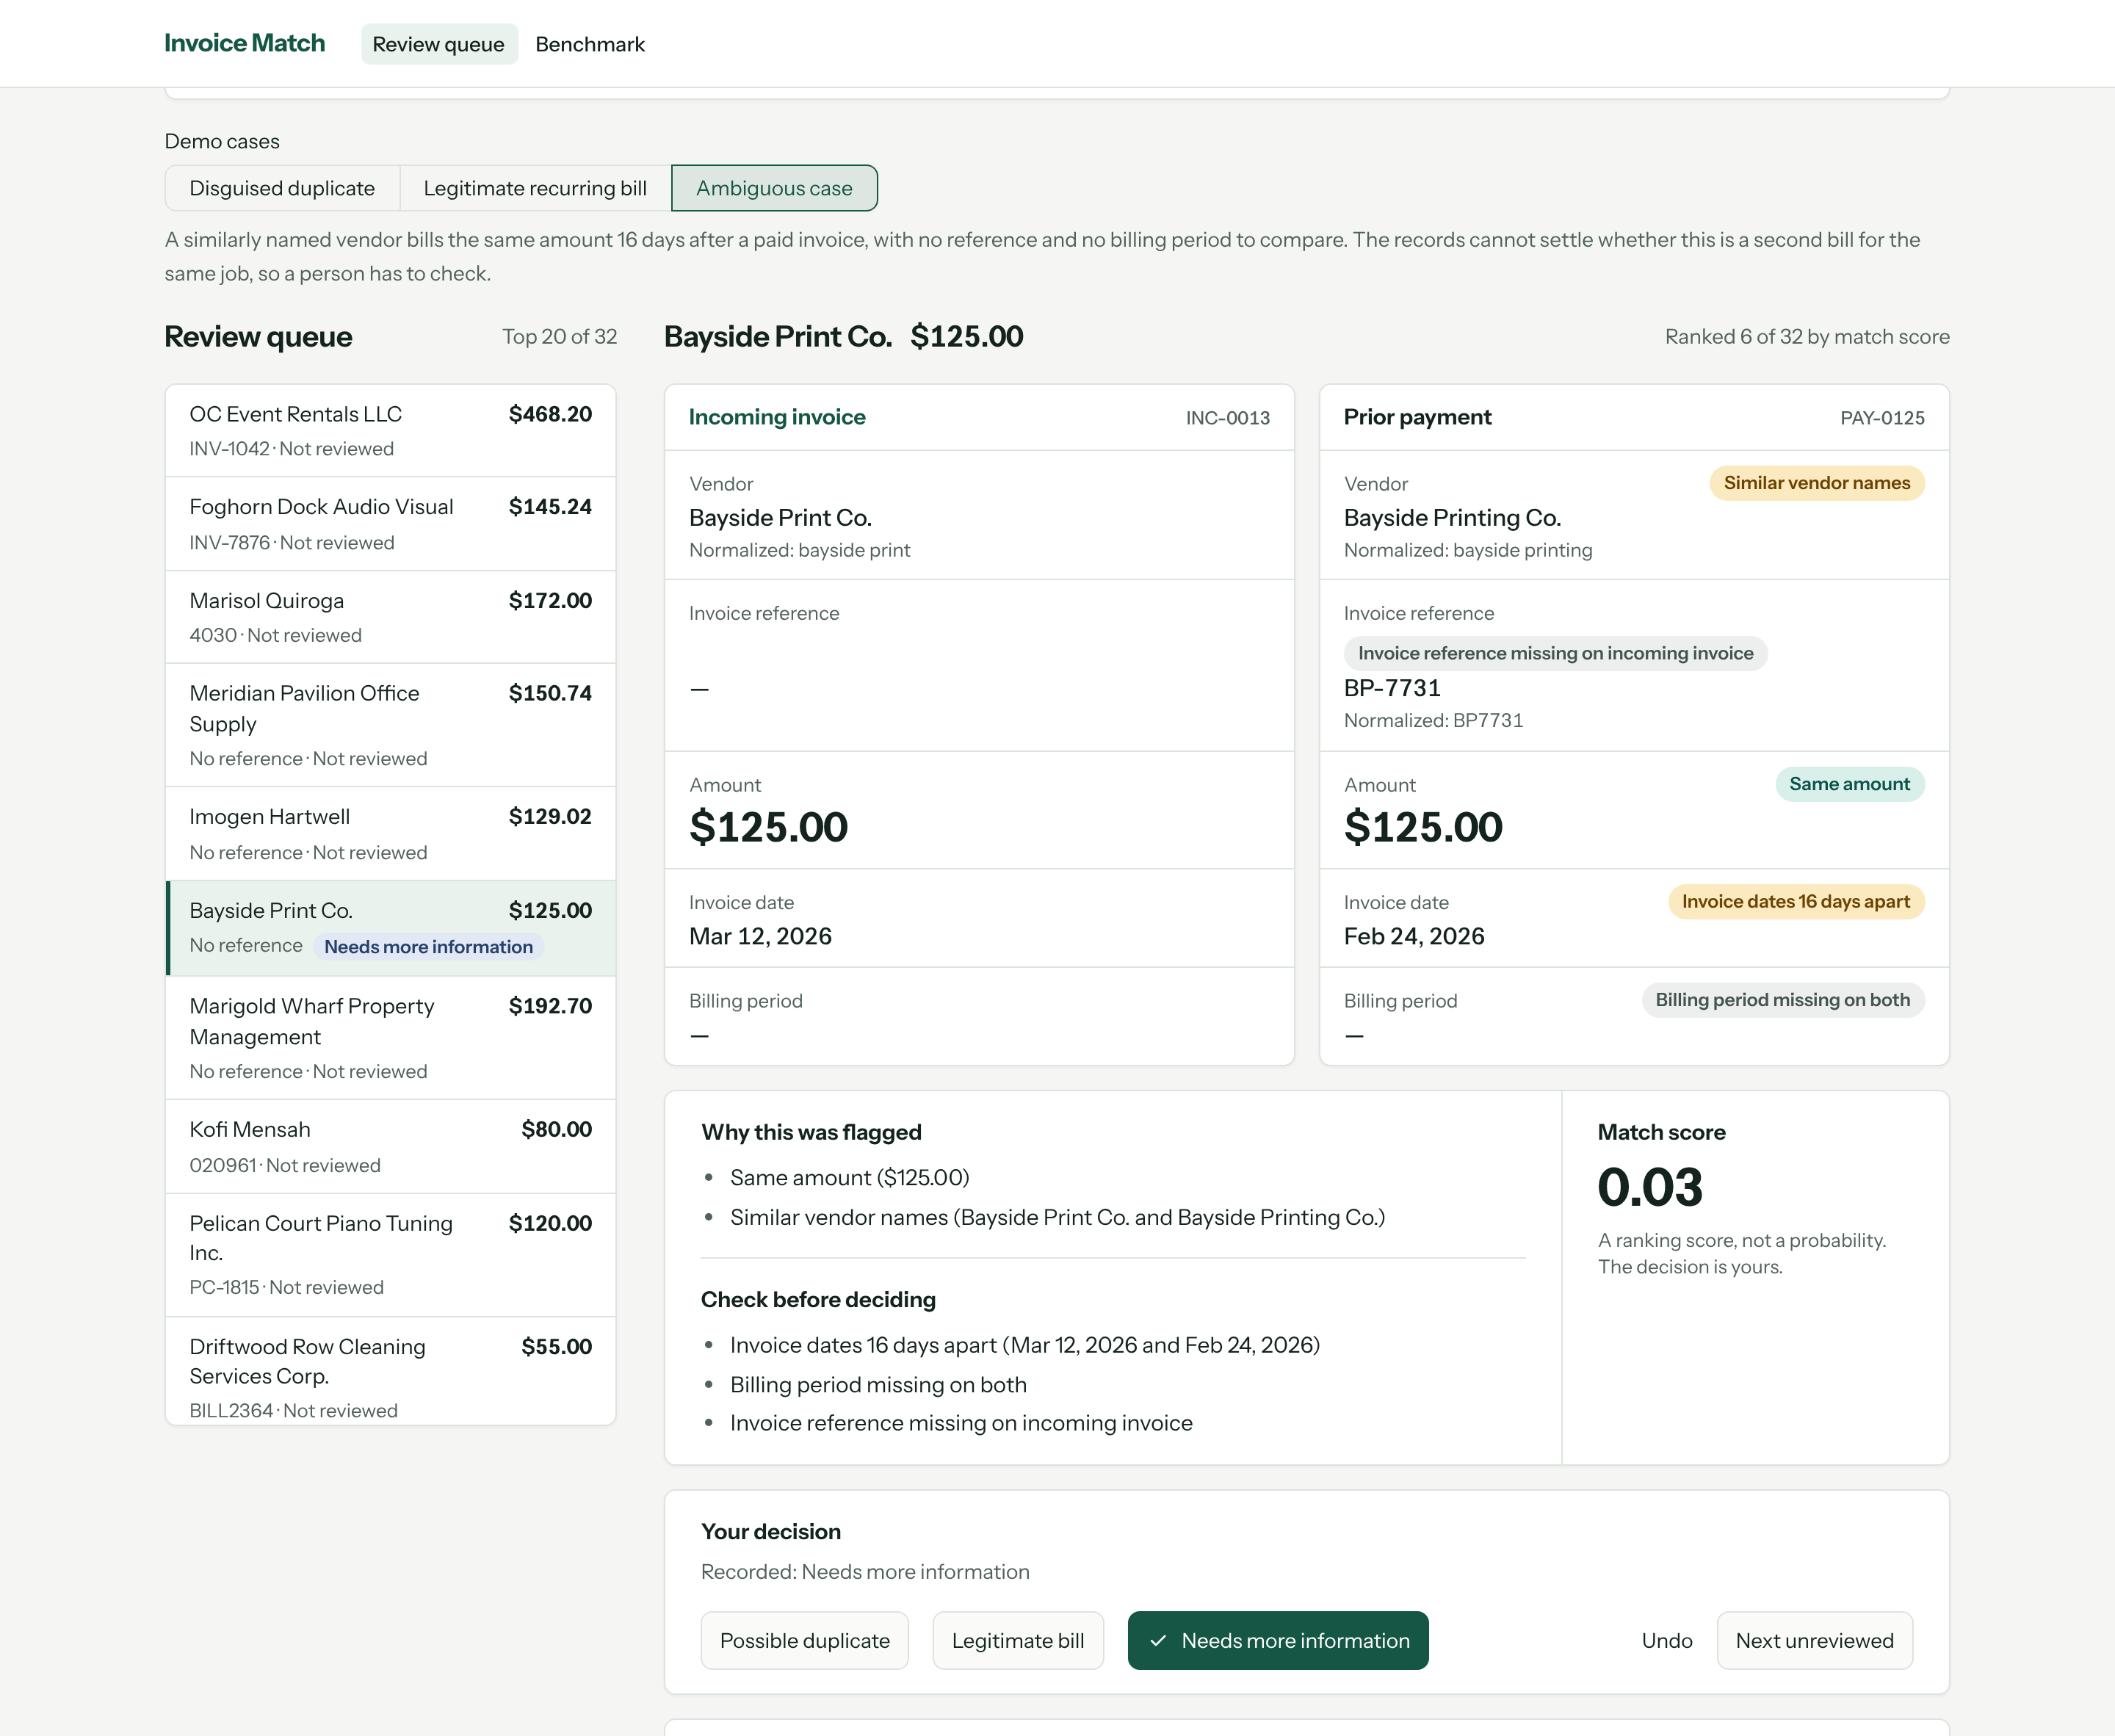 Invoice Match
Review queue
Benchmark
Demo cases
Disguised duplicate
Legitimate recurring bill
Ambiguous case
A similarly named vendor bills the same amount 16 days after a paid invoice, with no reference and no billing period to compare. The records cannot settle whether this is a second bill for the
same job, so a person has to check.
Review queue
Top 20 of 32
OC Event Rentals LLC
$468.20
INV-1042 · Not reviewed
Foghorn Dock Audio Visual
$145.24
INV-7876 · Not reviewed
Marisol Quiroga
$172.00
4030 · Not reviewed
Meridian Pavilion Office
Supply
$150.74
No reference · Not reviewed
Imogen Hartwell
$129.02
No reference · Not reviewed
Bayside Print Co.
$125.00
No reference
Needs more information
Marigold Wharf Property
Management
$192.70
No reference · Not reviewed
Kofi Mensah
$80.00
020961 · Not reviewed
Pelican Court Piano Tuning
Inc.
$120.00
PC-1815 · Not reviewed
Driftwood Row Cleaning
Services Corp.
$55.00
BILL2364 · Not reviewed
Bayside Print Co. $125.00
Ranked 6 of 32 by match score
Incoming invoice
INC-0013
Vendor
Bayside Print Co.
Normalized: bayside print
Invoice reference
—
Amount
$125.00
Invoice date
Mar 12, 2026
Billing period
—
Prior payment
PAY-0125
Vendor
Similar vendor names
Bayside Printing Co.
Normalized: bayside printing
Invoice reference
Invoice reference missing on incoming invoice
BP-7731
Normalized: BP7731
Amount
Same amount
$125.00
Invoice date
Invoice dates 16 days apart
Feb 24, 2026
Billing period
Billing period missing on both
—
Why this was flagged
• Same amount ($125.00)
• Similar vendor names (Bayside Print Co. and Bayside Printing Co.)
Check before deciding
• Invoice dates 16 days apart (Mar 12, 2026 and Feb 24, 2026)
• Billing period missing on both
• Invoice reference missing on incoming invoice
Match score
0.03
A ranking score, not a probability.
The decision is yours.
Your decision
Recorded: Needs more information
Possible duplicate
Legitimate bill
Needs more information
Undo
Next unreviewed